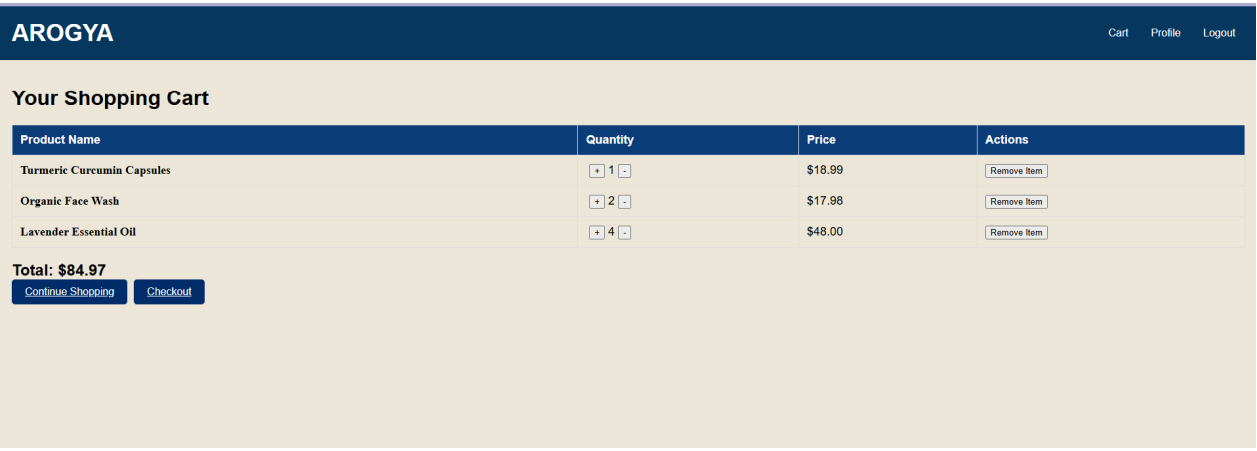 AROGYA
Cart Profile Logout
Your Shopping Cart
Product Name Quantity Price Actions
Turmeric Curcumin Capsules + 1 - $18.99 Remove Item
Organic Face Wash + 2 - $17.98 Remove Item
Lavender Essential Oil + 4 - $48.00 Remove Item
Total: $84.97
Continue Shopping Checkout